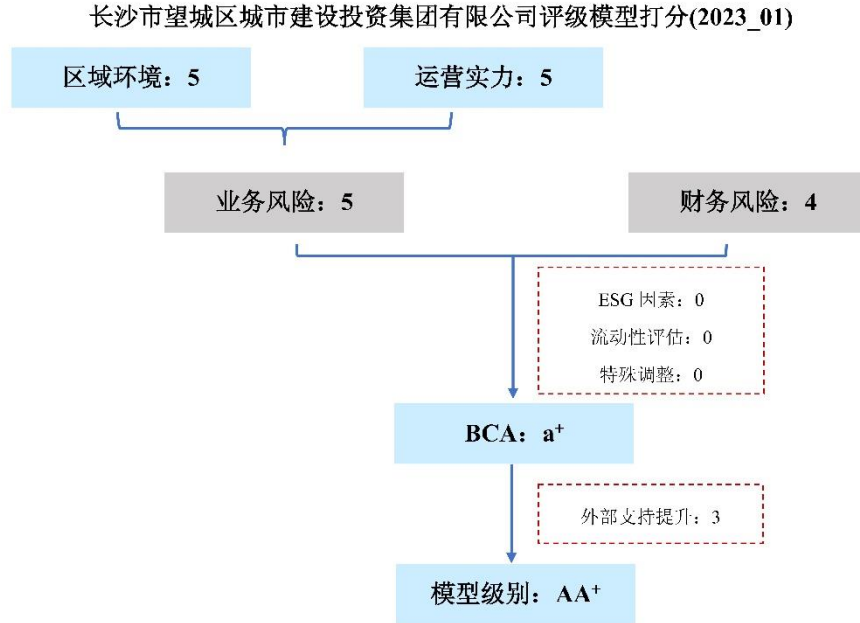 长沙市望城区城市建设投资集团有限公司评级模型打分(2023_01)
区域环境：5
运营实力：5
业务风险：5
财务风险：4
ESG 因素：0
流动性评估：0
特殊调整：0
BCA：a⁺
外部支持提升：3
模型级别：AA⁺